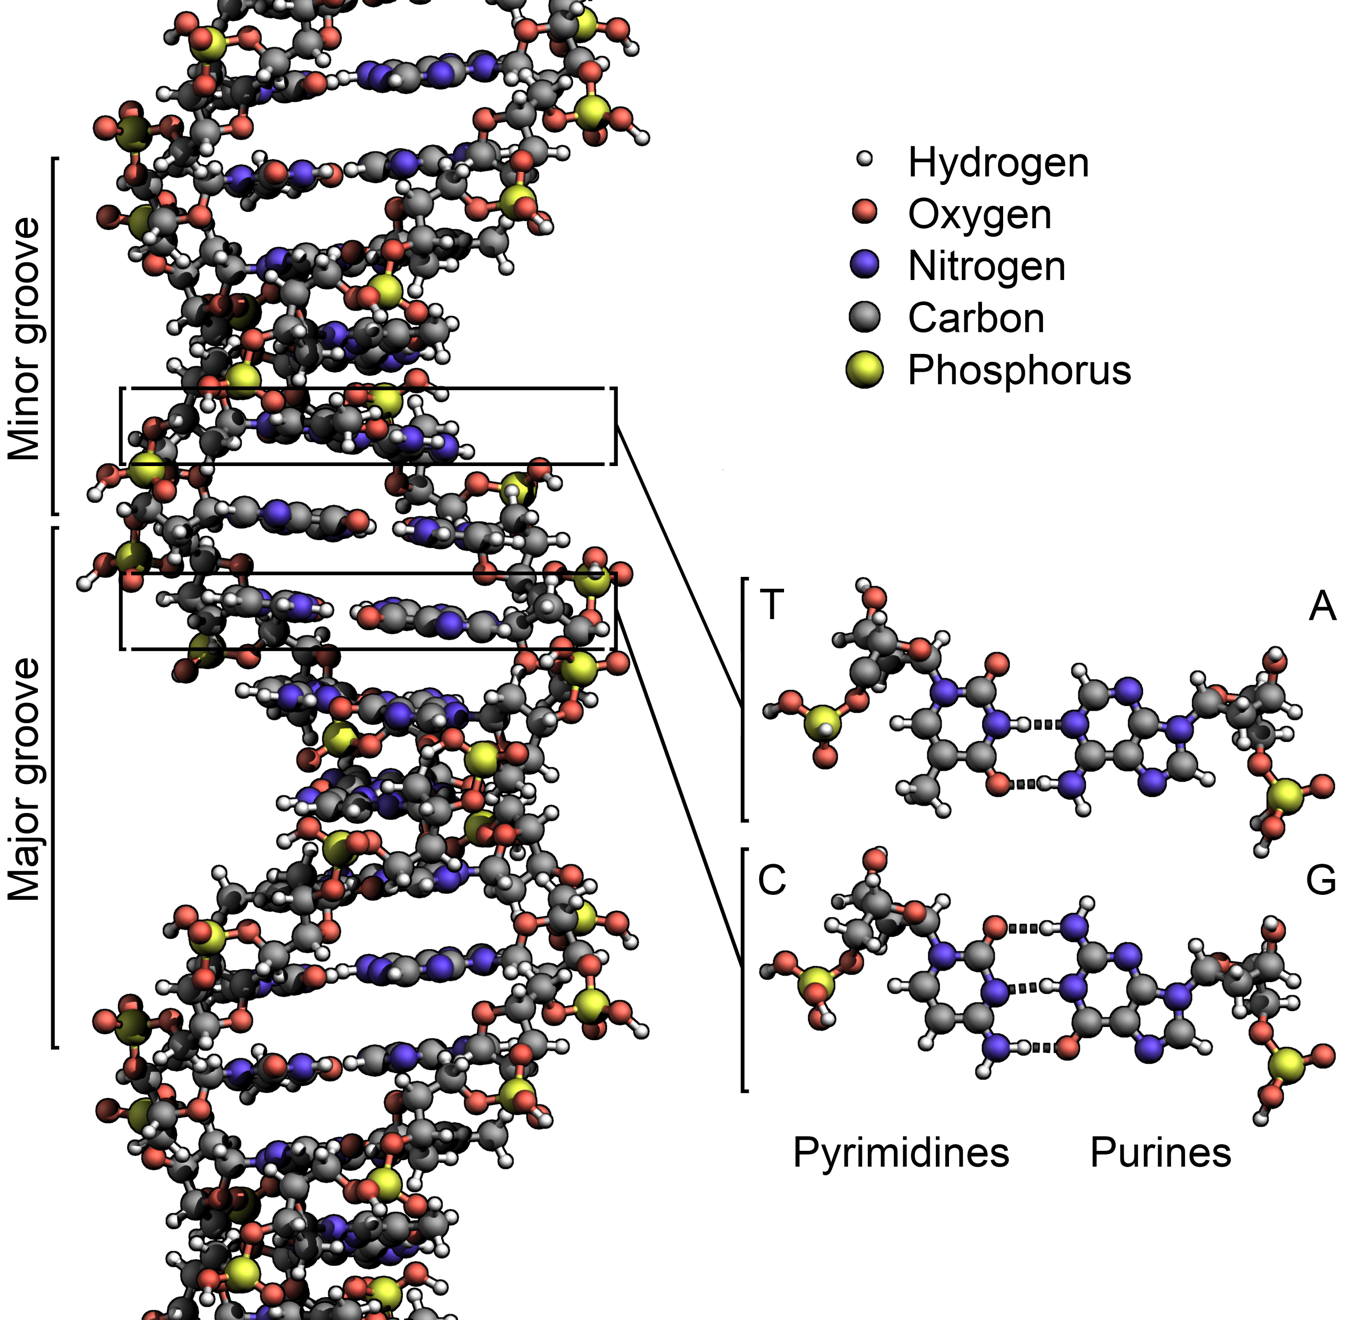 Minor groove
Major groove
Hydrogen
Oxygen
Nitrogen
Carbon
Phosphorus
T
A
C
G
Pyrimidines
Purines